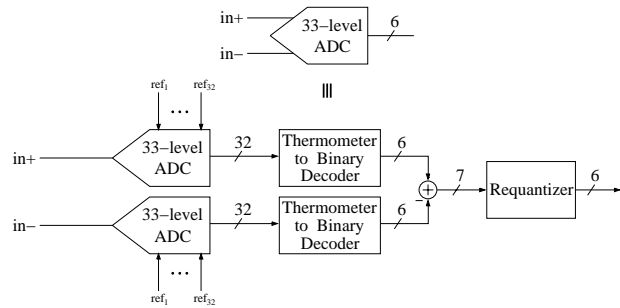 in+
33-level
ADC
6
in-
≡
ref1 ... ref32
in+
33-level
ADC
32
Thermometer
to Binary
Decoder
6
+
-
7
Requantizer
6
in-
33-level
ADC
32
Thermometer
to Binary
Decoder
6
ref1 ... ref32